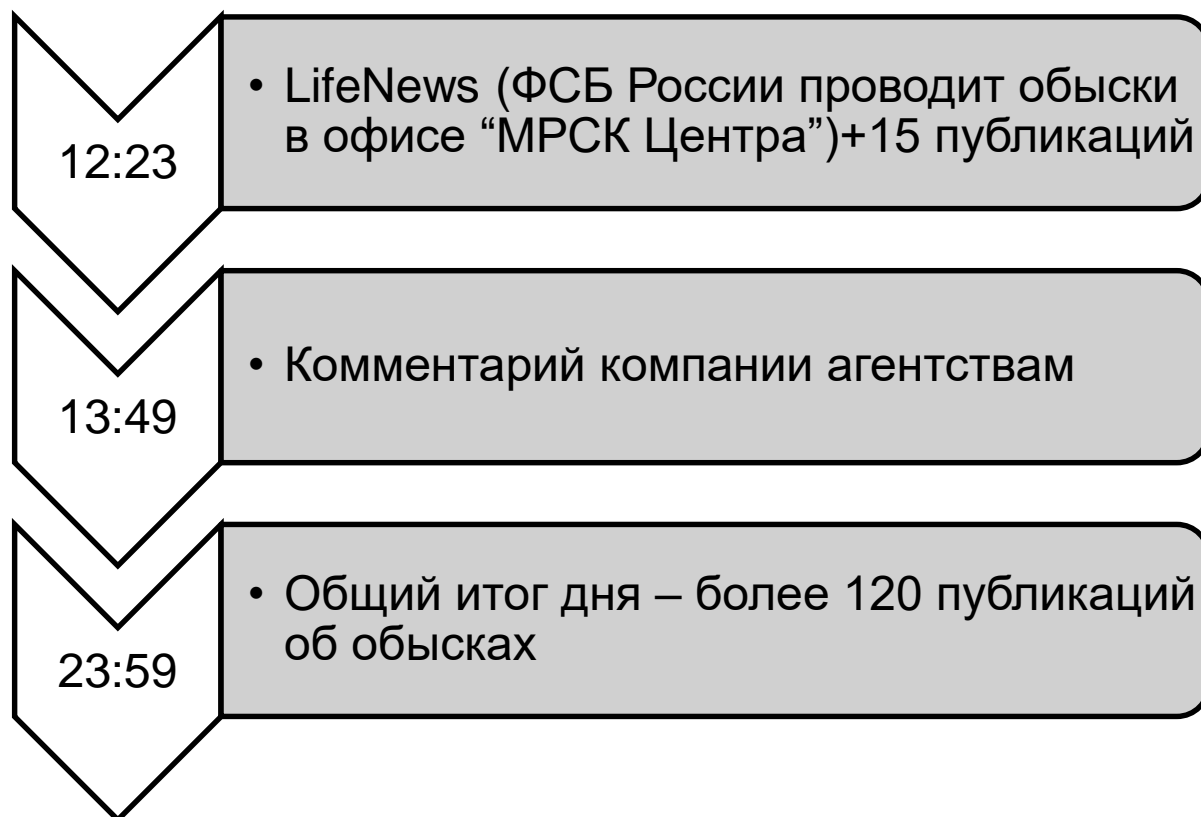 12:23
• LifeNews (ФСБ России проводит обыски
в офисе “МРСК Центра”)+15 публикаций
13:49
• Комментарий компании агентствам
23:59
• Общий итог дня – более 120 публикаций
об обысках